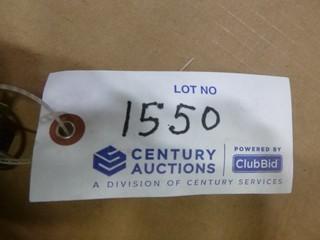 LOT NO
1550
CENTURY AUCTIONS
POWERED BY
ClubBid
A DIVISION OF CENTURY SERVICES